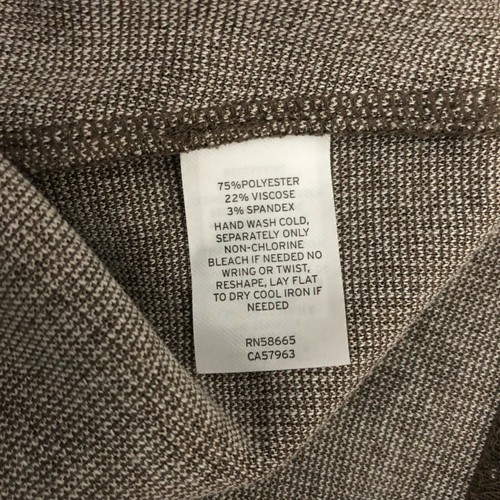 75%POLYESTER
22% VISCOSE
3% SPANDEX
HAND WASH COLD,
SEPARATELY ONLY
NON-CHLORINE
BLEACH IF NEEDED NO
WRING OR TWIST,
RESHAPE, LAY FLAT
TO DRY COOL IRON IF
NEEDED
RN58665
CA57963